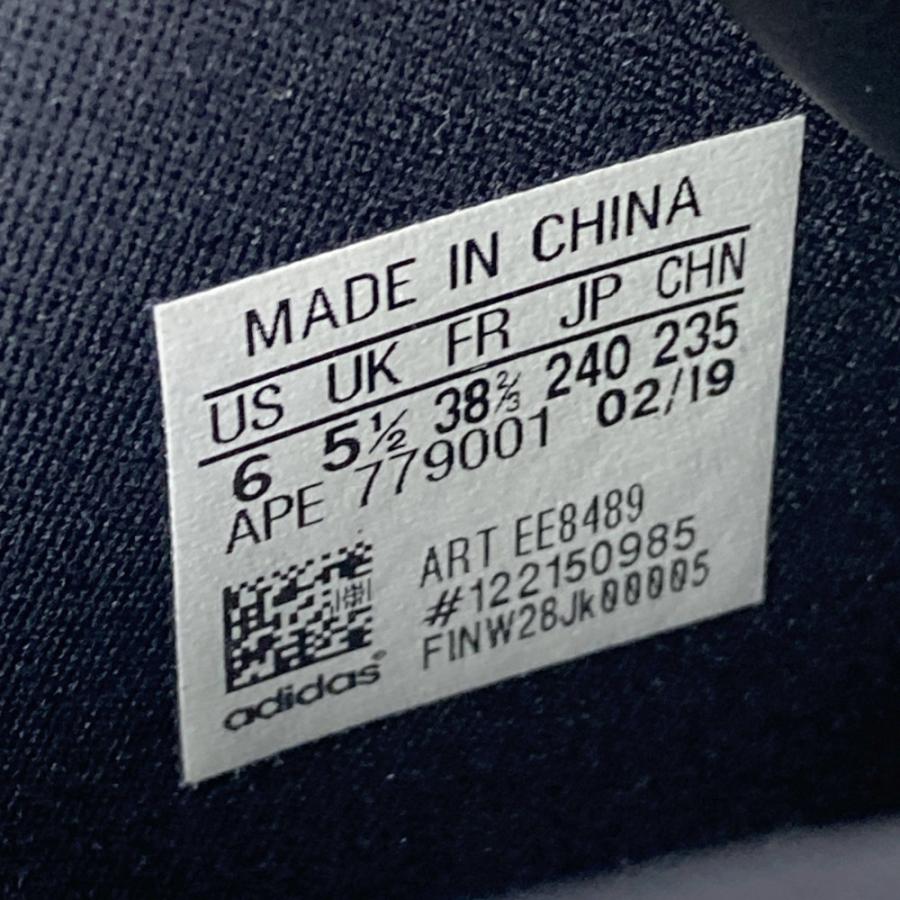 MADE IN CHINA
US UK FR JP CHN
6 5½ 38⅔ 240 235
APE 779001 02/19
ART EE8489
#122150985
FINW28Jk00005
adidas®